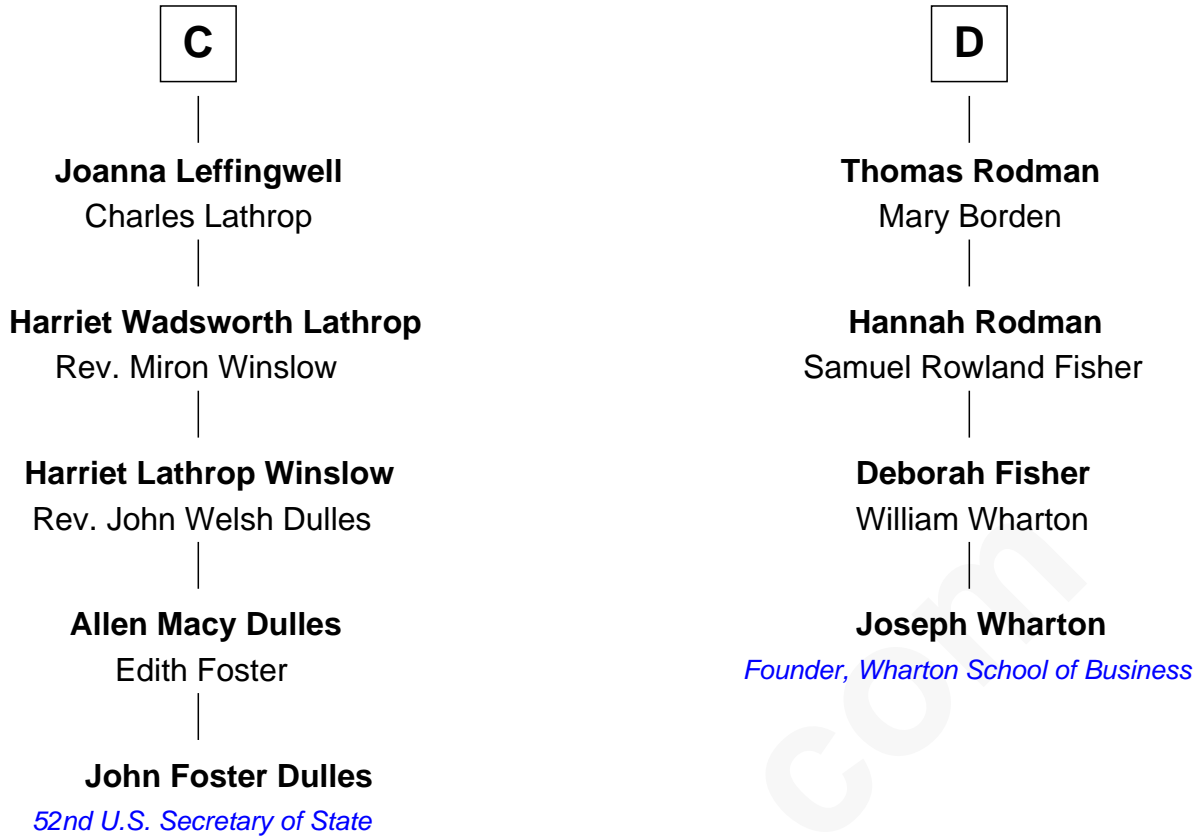 C
Joanna Leffingwell
Charles Lathrop
Harriet Wadsworth Lathrop
Rev. Miron Winslow
Harriet Lathrop Winslow
Rev. John Welsh Dulles
Allen Macy Dulles
Edith Foster
John Foster Dulles
52nd U.S. Secretary of State
D
Thomas Rodman
Mary Borden
Hannah Rodman
Samuel Rowland Fisher
Deborah Fisher
William Wharton
Joseph Wharton
Founder, Wharton School of Business
com